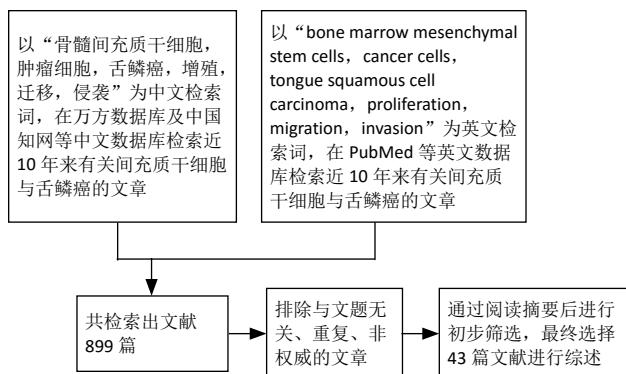 以“骨髓间充质干细胞，
肿瘤细胞，舌鳞癌，增殖，
迁移，侵袭”为中文检索
词，在万方数据库及中国
知网等中文数据库检索近
10 年来有关间充质干细胞
与舌鳞癌的文章
以“bone marrow mesenchymal
stem cells，cancer cells，
tongue squamous cell
carcinoma，proliferation，
migration，invasion”为英文检
索词，在 PubMed 等英文数据
库检索近 10 年来有关间充质
干细胞与舌鳞癌的文章
共检索出文献
899 篇
排除与文题无
关、重复、非
权威的文章
通过阅读摘要后进行
初步筛选，最终选择
43 篇文献进行综述